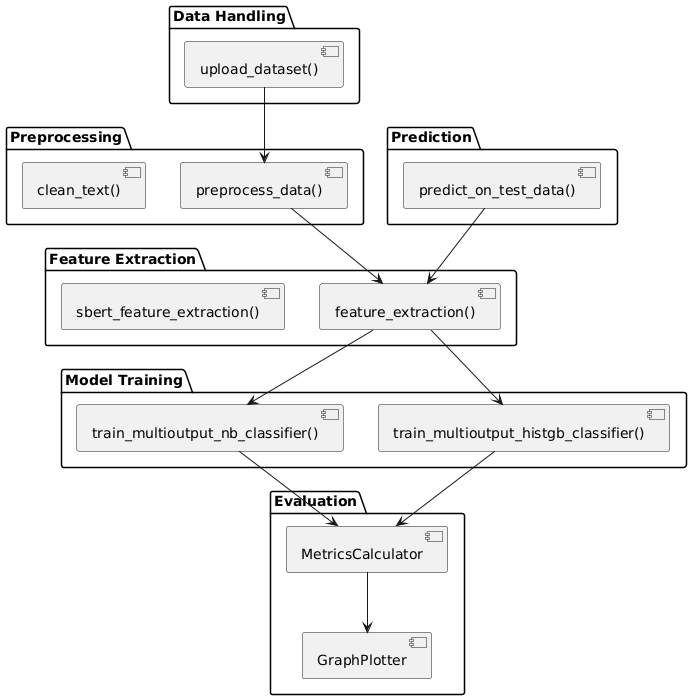 Data Handling
upload_dataset()
Preprocessing
clean_text()
preprocess_data()
Prediction
predict_on_test_data()
Feature Extraction
sbert_feature_extraction()
feature_extraction()
Model Training
train_multioutput_nb_classifier()
train_multioutput_histgb_classifier()
Evaluation
MetricsCalculator
GraphPlotter